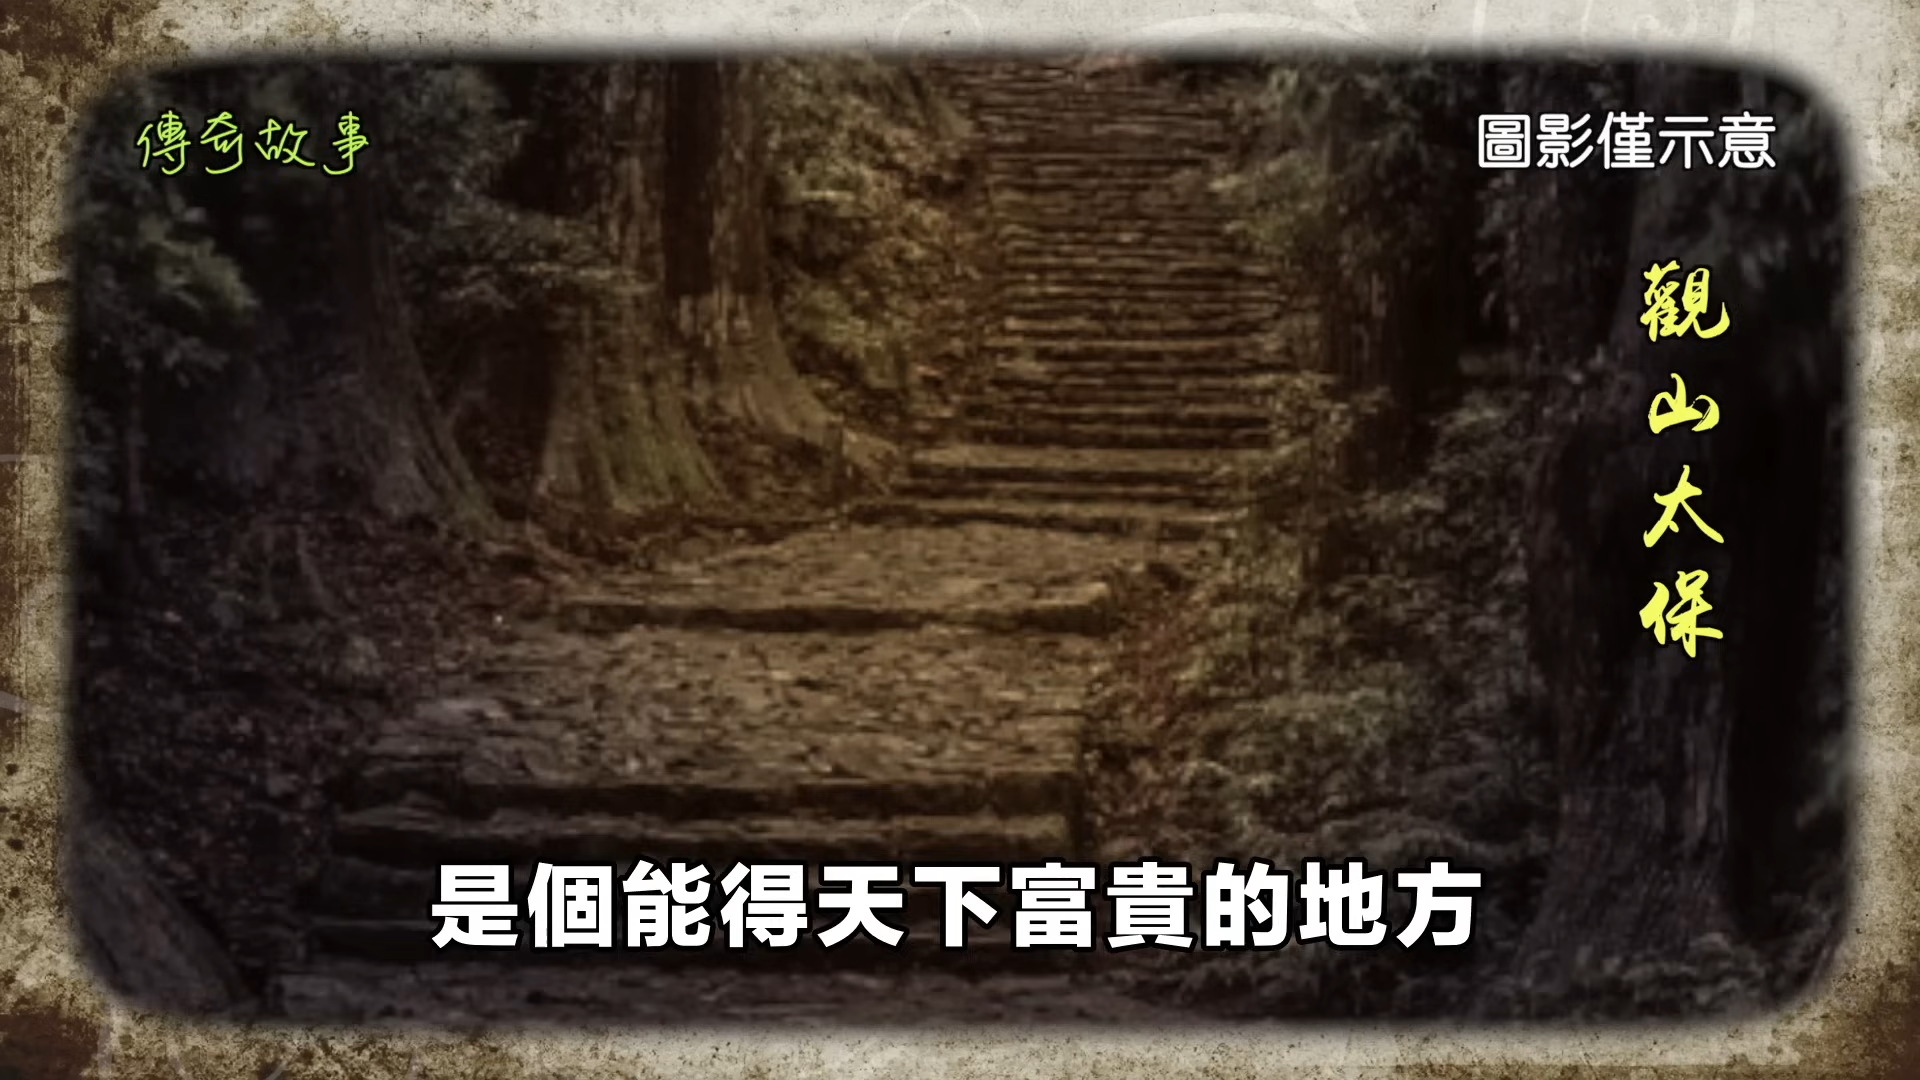 傳奇故事
圖影僅示意
觀山太保
是個能得天下富貴的地方